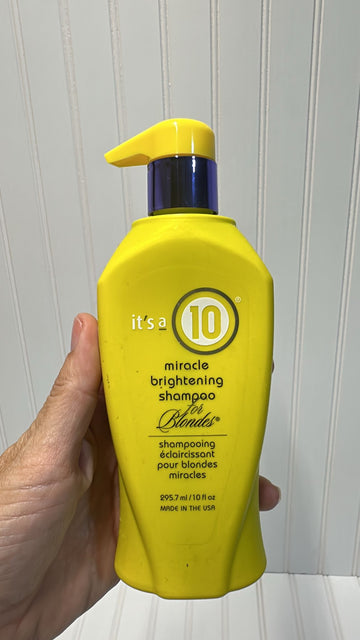 it's a 10®
miracle
brightening
shampoo
for
Blondes®
shampooing
éclaircissant
pour blondes
miracles
295.7 ml / 10 fl oz
MADE IN THE USA